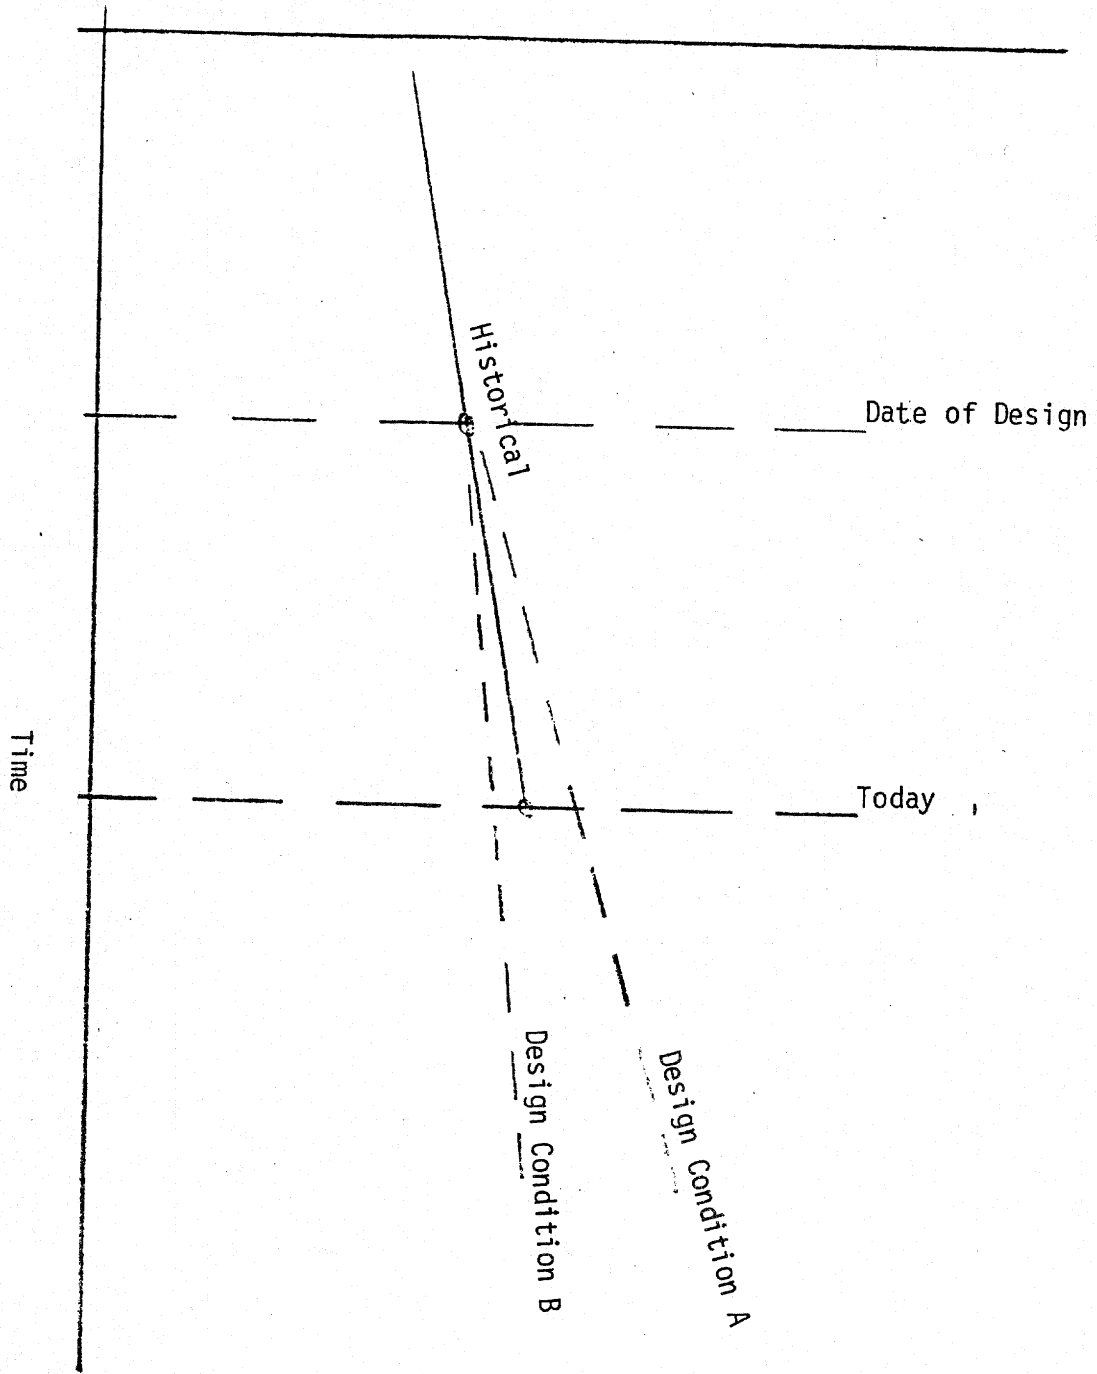 Historical
Date of Design
Time
Today
Design Condition B
Design Condition A